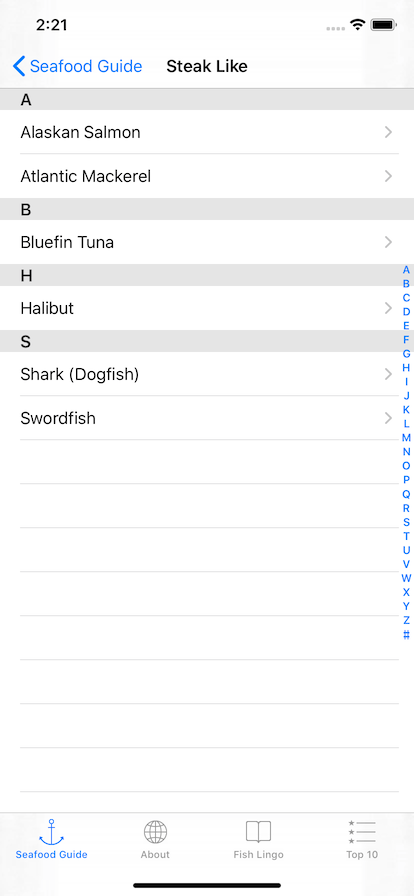 2:21
Seafood Guide
Steak Like
A
Alaskan Salmon
Atlantic Mackerel
B
Bluefin Tuna
H
Halibut
S
Shark (Dogfish)
Swordfish
A
B
C
D
E
F
G
H
I
J
K
L
M
N
O
P
Q
R
S
T
U
V
W
X
Y
Z
#
Seafood Guide
About
Fish Lingo
Top 10